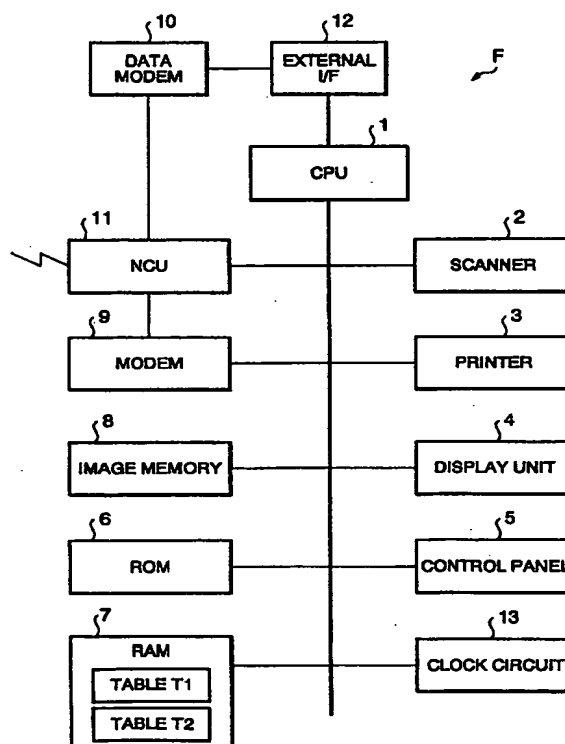 10
DATA
MODEM
12
EXTERNAL
I/F
F
1
CPU
11
NCU
2
SCANNER
9
MODEM
3
PRINTER
8
IMAGE MEMORY
4
DISPLAY UNIT
6
ROM
5
CONTROL PANEL
7
RAM
TABLE T1
TABLE T2
13
CLOCK CIRCUIT